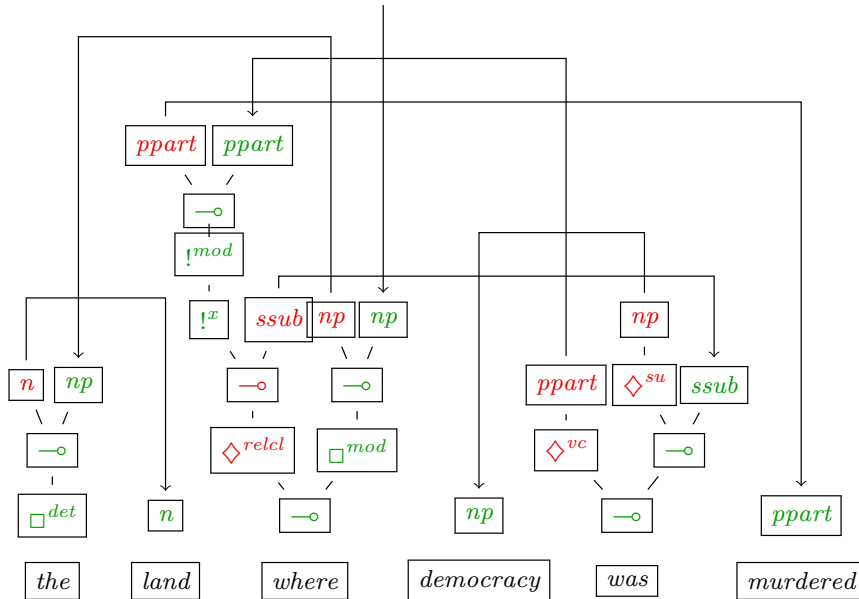 ppart ppart
⊸
!mod
!x ssub np np np
n np ⊸ ⊸ ppart ◇su ssub
⊸ ◇relcl □mod ◇vc ⊸
□det n ⊸ np ⊸ ppart
the land where democracy was murdered